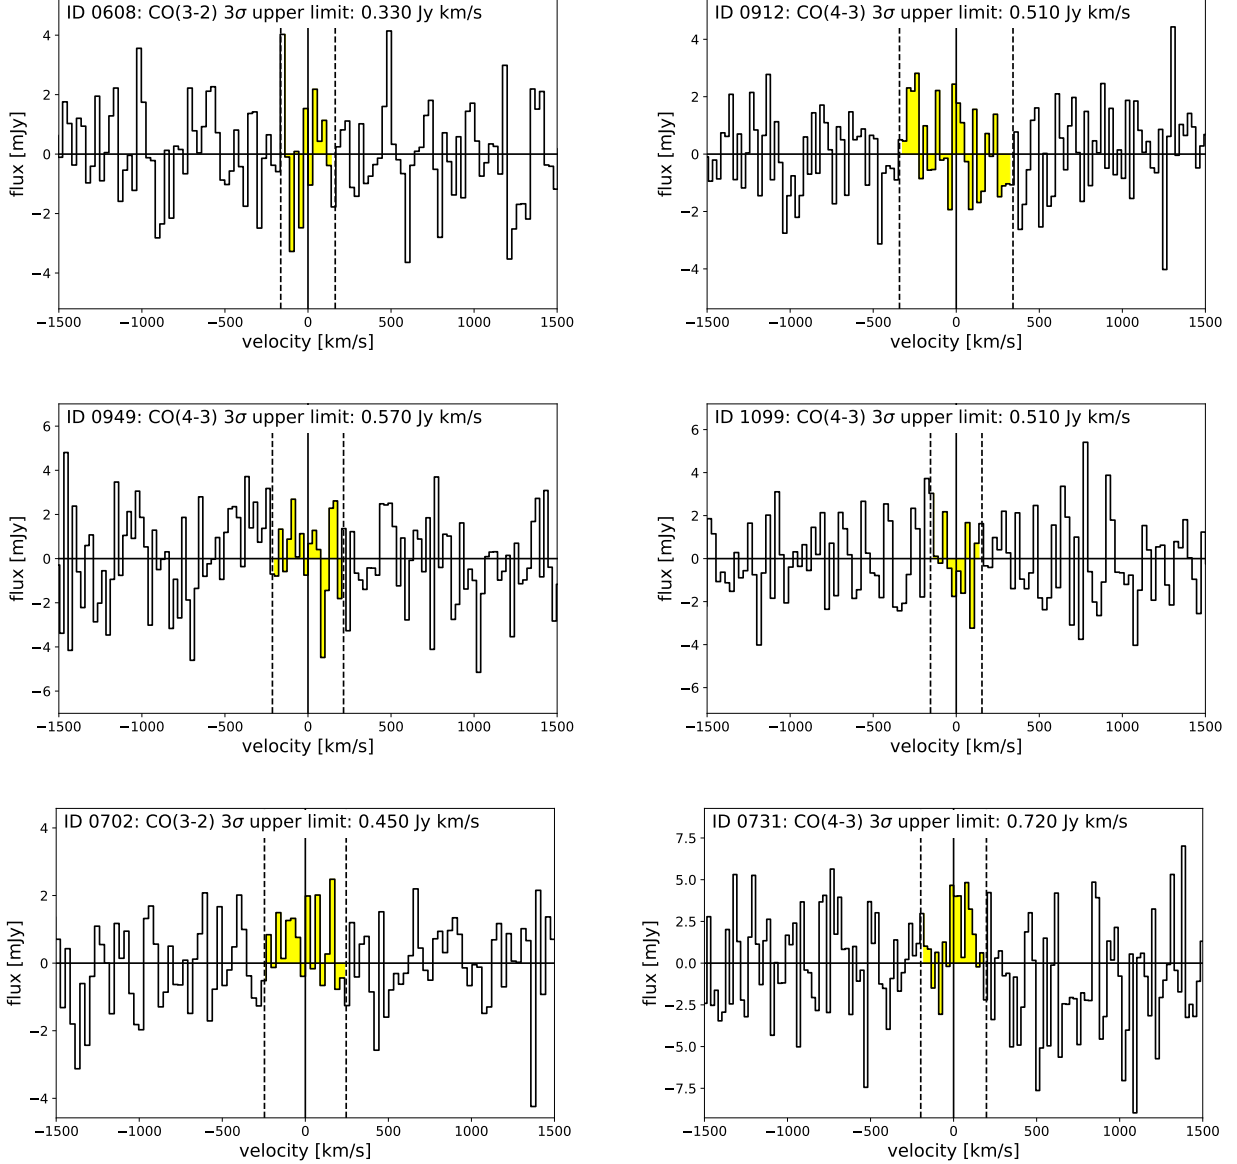 ID 0608: CO(3-2) 3σ upper limit: 0.330 Jy km/s
4
2
0
−2
−4
flux [mJy]
−1500 −1000 −500 0 500 1000 1500
velocity [km/s]
ID 0912: CO(4-3) 3σ upper limit: 0.510 Jy km/s
4
2
0
−2
−4
flux [mJy]
−1500 −1000 −500 0 500 1000 1500
velocity [km/s]
ID 0949: CO(4-3) 3σ upper limit: 0.570 Jy km/s
6
4
2
0
−2
−4
−6
flux [mJy]
−1500 −1000 −500 0 500 1000 1500
velocity [km/s]
ID 1099: CO(4-3) 3σ upper limit: 0.510 Jy km/s
6
4
2
0
−2
−4
−6
flux [mJy]
−1500 −1000 −500 0 500 1000 1500
velocity [km/s]
ID 0702: CO(3-2) 3σ upper limit: 0.450 Jy km/s
4
2
0
−2
−4
flux [mJy]
−1500 −1000 −500 0 500 1000 1500
velocity [km/s]
ID 0731: CO(4-3) 3σ upper limit: 0.720 Jy km/s
7.5
5.0
2.5
0.0
−2.5
−5.0
−7.5
flux [mJy]
−1500 −1000 −500 0 500 1000 1500
velocity [km/s]